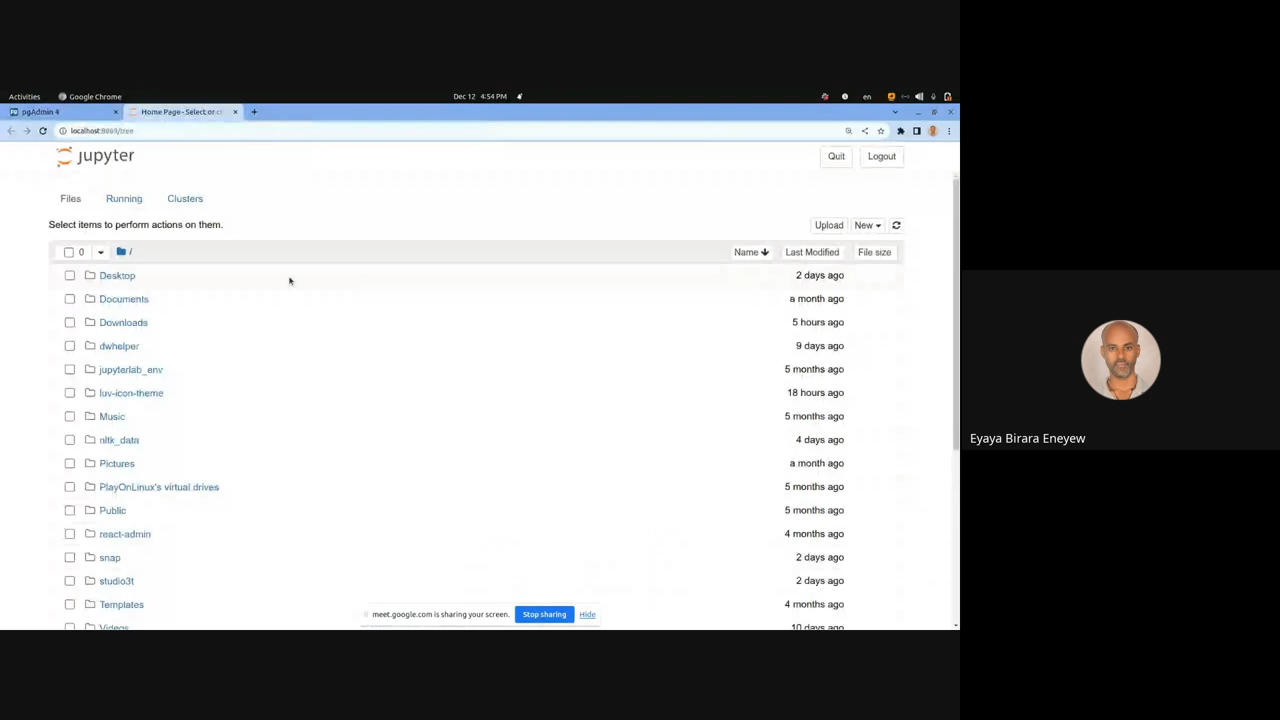 Activities Google Chrome Dec 12 4:54 PM en
pgAdmin 4 Home Page - Select or c
localhost:8889/tree
jupyter Quit Logout
Files Running Clusters
Select items to perform actions on them. Upload New
0 / Name Last Modified File size
Desktop 2 days ago
Documents a month ago
Downloads 5 hours ago
dwhelper 9 days ago
jupyterlab_env 5 months ago
luv-icon-theme 18 hours ago
Music 5 months ago
nltk_data 4 days ago
Pictures a month ago
PlayOnLinux's virtual drives 5 months ago
Public 5 months ago
react-admin 4 months ago
snap 2 days ago
studio3t 2 days ago
Templates 4 months ago
Videos 10 days ago
meet.google.com is sharing your screen. Stop sharing Hide
Eyaya Birara Eneyew